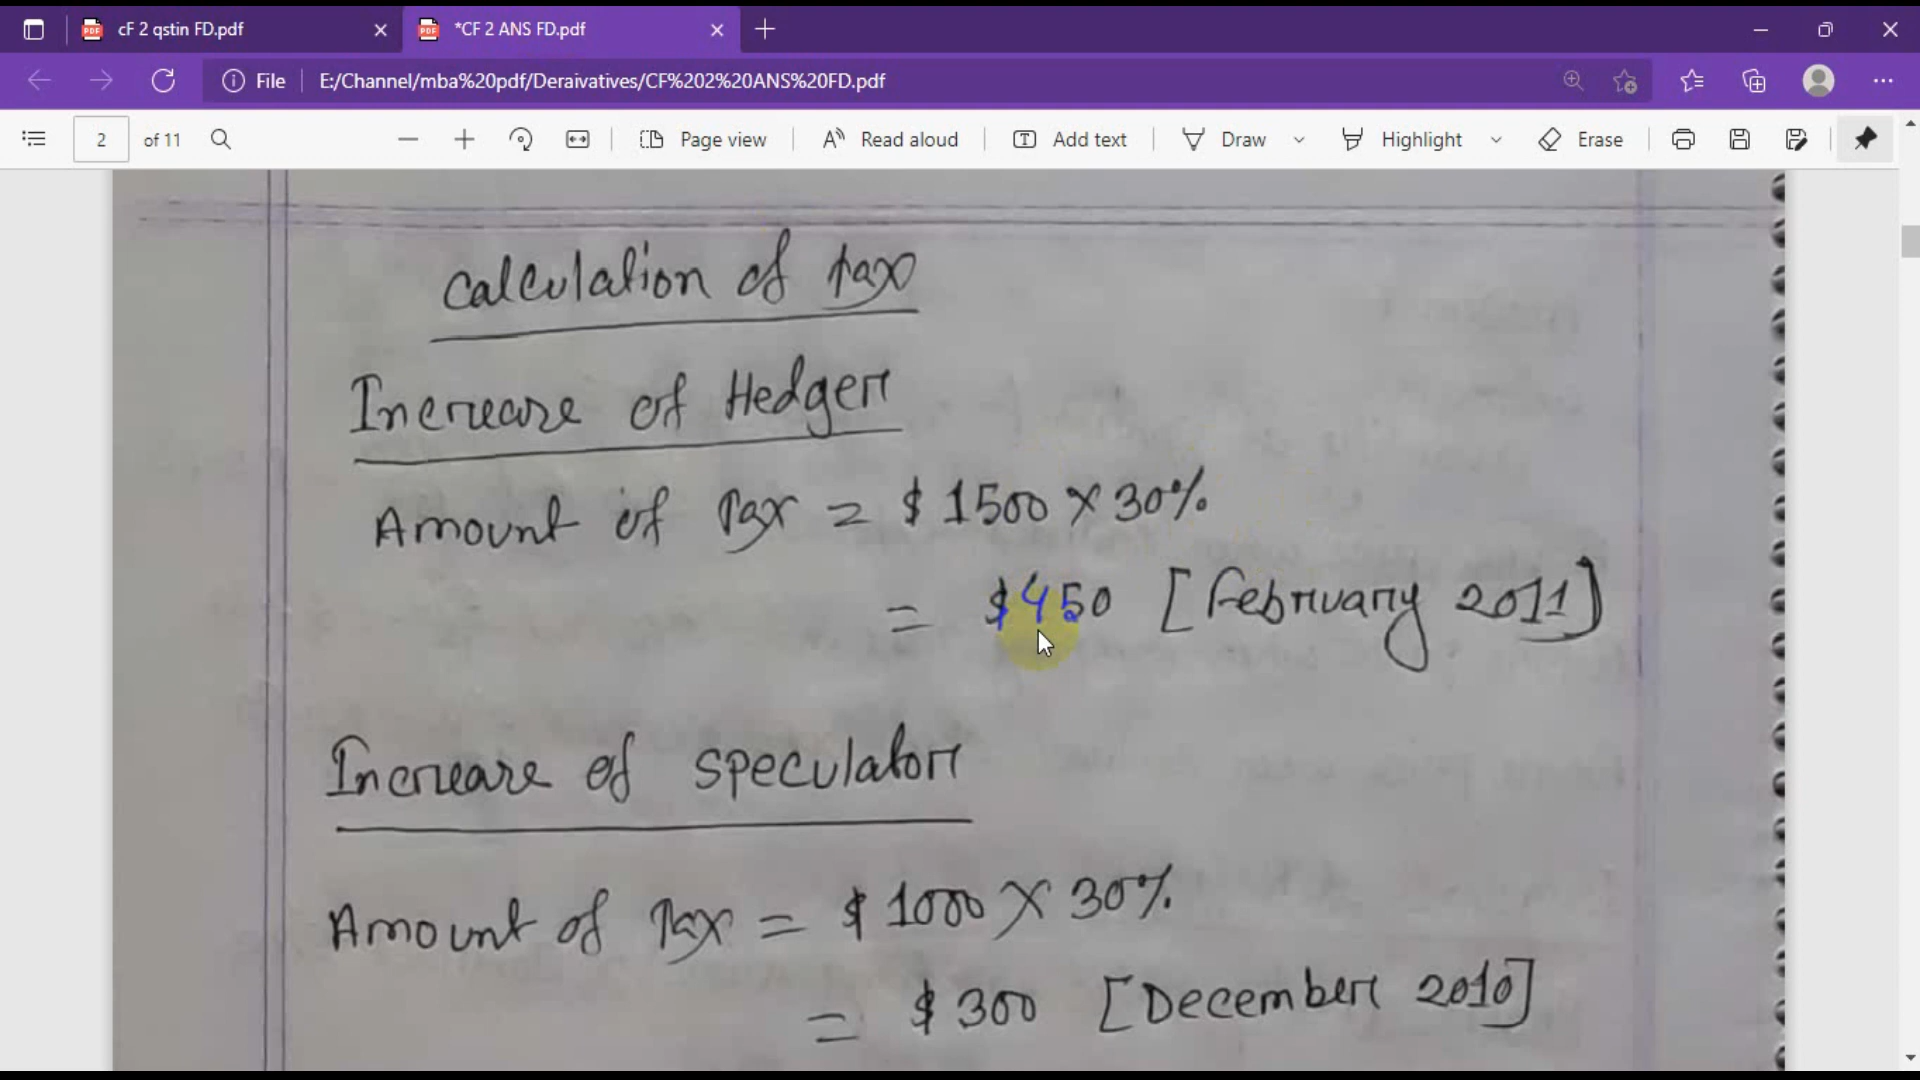 cF 2 qstin FD.pdf
*CF 2 ANS FD.pdf
File E:/Channel/mba%20pdf/Deraivatives/CF%202%20ANS%20FD.pdf
2 of 11 Page view Read aloud Add text Draw Highlight Erase
Calculation of tax
Increase of Hedger
Amount of Tax = $ 1500 X 30%
= $450 [February 2011]
Increase of speculator
Amount of Tax = $ 1000 X 30%
= $ 300 [December 2010]